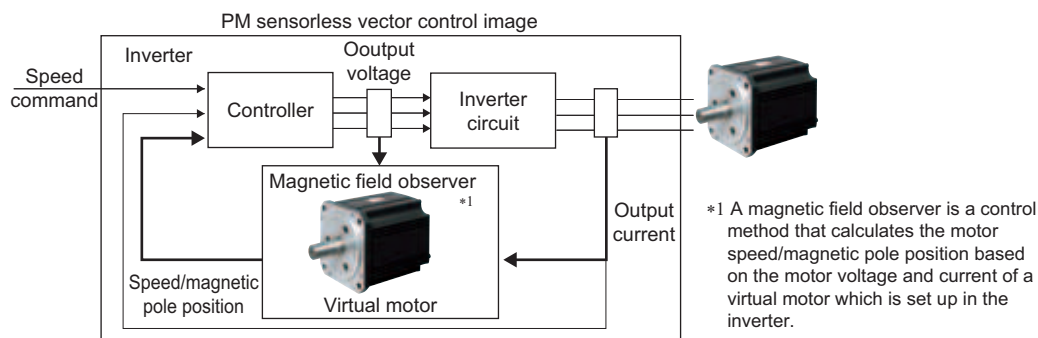 PM sensorless vector control image
Inverter
Speed
command
Controller
Ooutput
voltage
Inverter
circuit
Magnetic field observer
*1
Virtual motor
Speed/magnetic
pole position
Output
current
*1 A magnetic field observer is a control
method that calculates the motor
speed/magnetic pole position based
on the motor voltage and current of a
virtual motor which is set up in the
inverter.